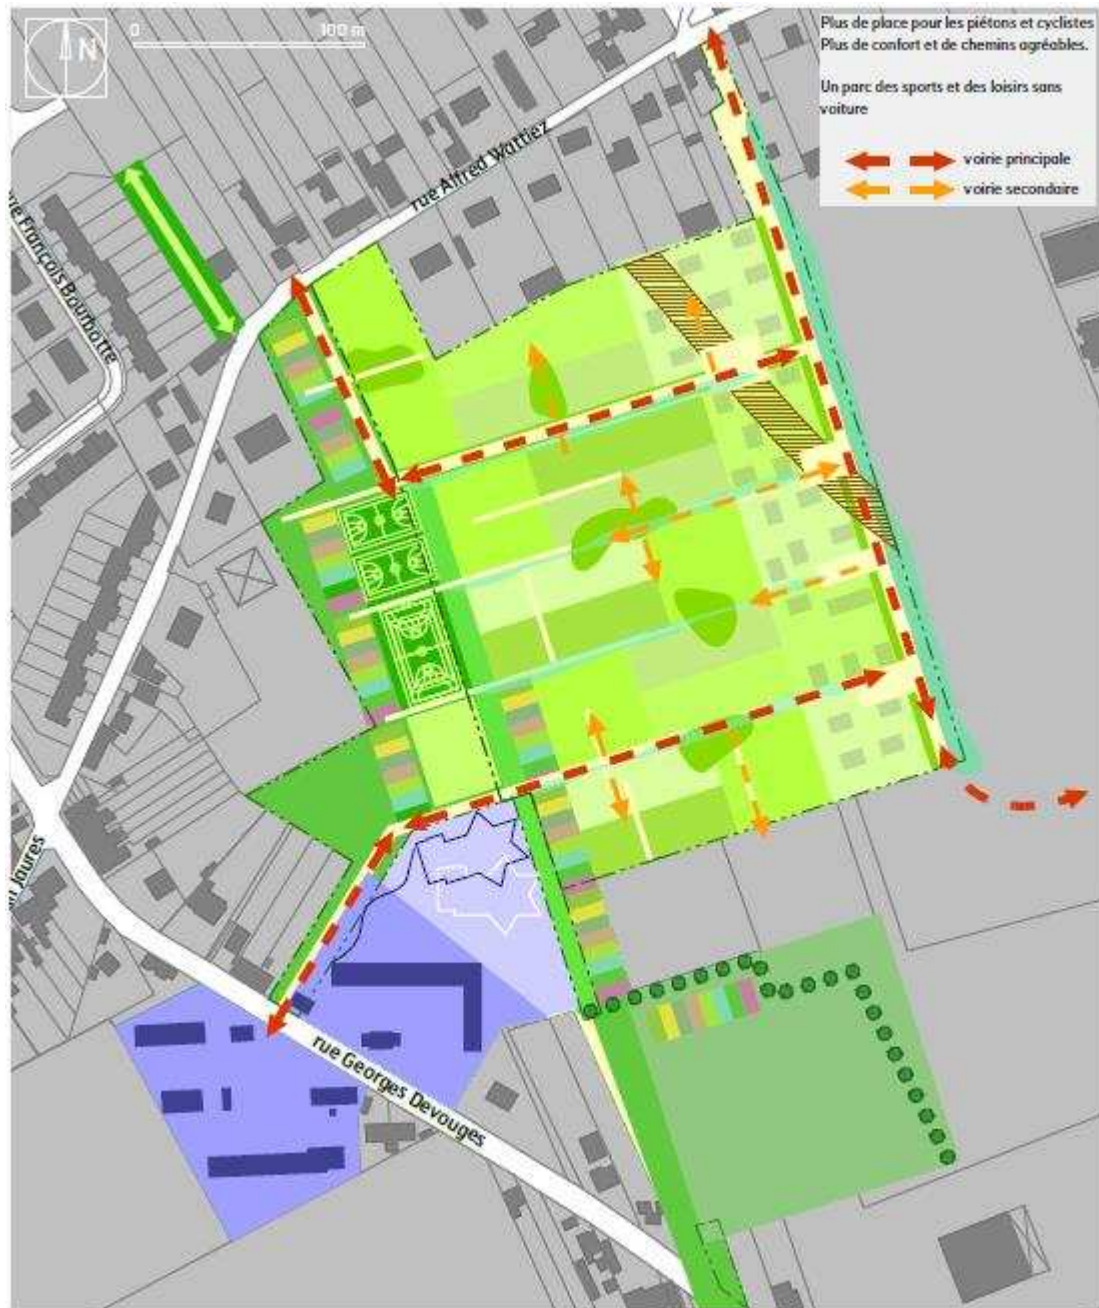 N
0 100 m
Plus de place pour les piétons et cyclistes
Plus de confort et de chemins agréables.
Un parc des sports et des loisirs sans
voiture
voirie principale
voirie secondaire
rue Alfred Wattiez
rue François Bourbotte
Jaures
rue Georges Devouges